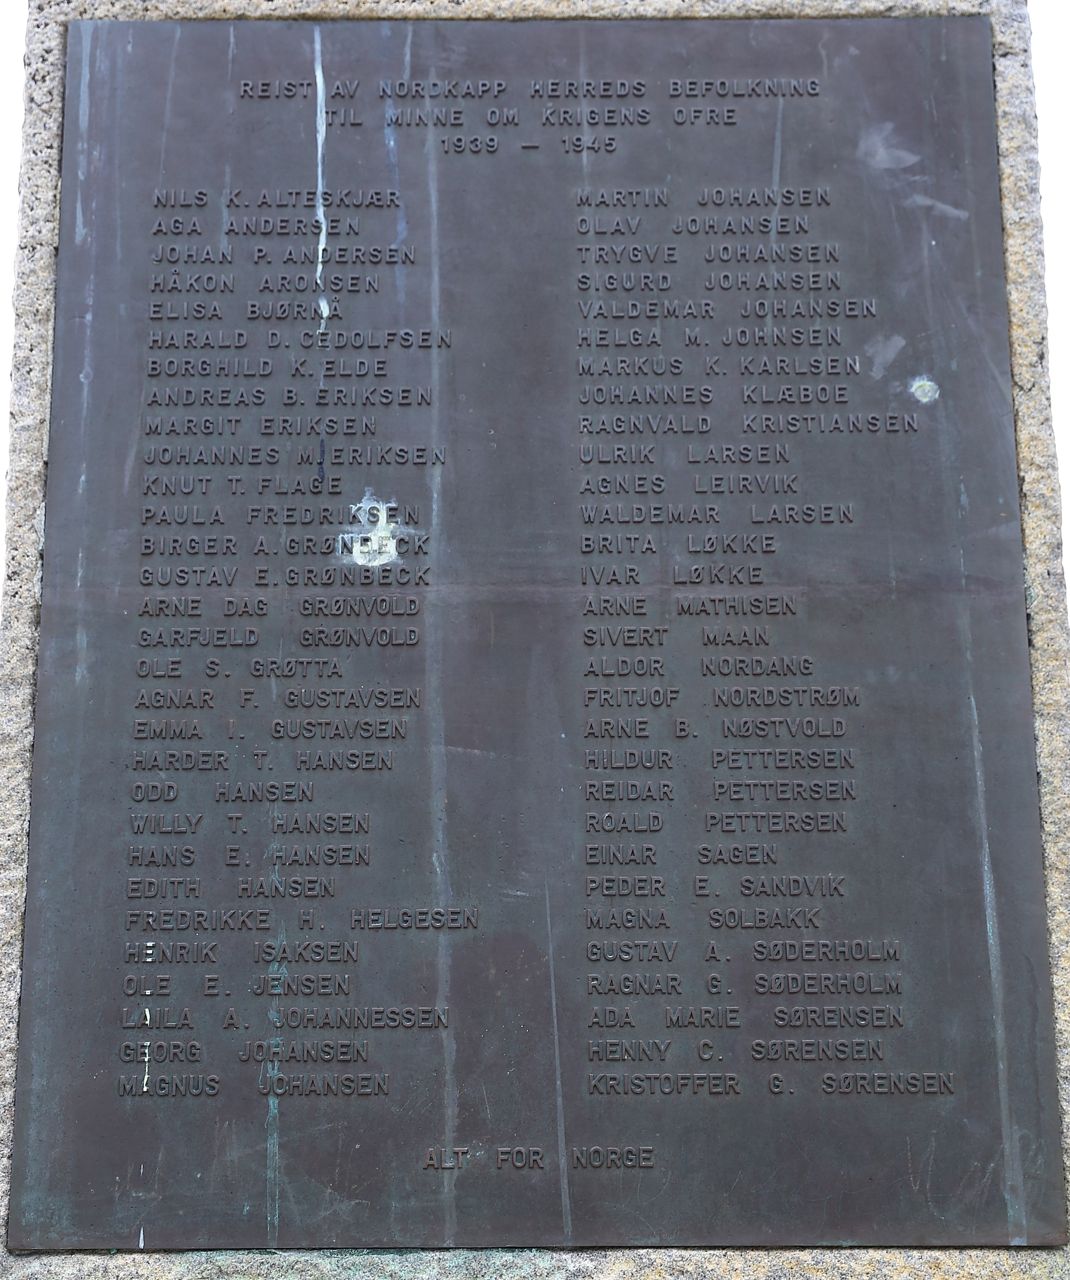 REIST AV NORDKAPP HERREDS BEFOLKNING
TIL MINNE OM KRIGENS OFRE
1939 — 1945
NILS K. ALTESKJÆR
AGA ANDERSEN
JOHAN P. ANDERSEN
HÅKON ARONSEN
ELISA BJØRNÅ
HARALD D. CEDOLFSEN
BORGHILD K. ELDE
ANDREAS B. ERIKSEN
MARGIT ERIKSEN
JOHANNES M. ERIKSEN
KNUT T. FLAGE
PAULA FREDRIKSEN
BIRGER A. GRØNBECK
GUSTAV E. GRØNBECK
ARNE DAG GRØNVOLD
GARFJELD GRØNVOLD
OLE S. GRØTTA
AGNAR F. GUSTAVSEN
EMMA I. GUSTAVSEN
HARDER T. HANSEN
ODD HANSEN
WILLY T. HANSEN
HANS E. HANSEN
EDITH HANSEN
FREDRIKKE H. HELGESEN
HENRIK ISAKSEN
OLE E. JENSEN
LAILA A. JOHANNESSEN
GEORG JOHANSEN
MAGNUS JOHANSEN
MARTIN JOHANSEN
OLAV JOHANSEN
TRYGVE JOHANSEN
SIGURD JOHANSEN
VALDEMAR JOHANSEN
HELGA M. JOHNSEN
MARKUS K. KARLSEN
JOHANNES KLÆBOE
RAGNVALD KRISTIANSEN
ULRIK LARSEN
AGNES LEIRVIK
WALDEMAR LARSEN
BRITA LØKKE
IVAR LØKKE
ARNE MATHISEN
SIVERT MAAN
ALDOR NORDANG
FRITJOF NORDSTRØM
ARNE B. NØSTVOLD
HILDUR PETTERSEN
REIDAR PETTERSEN
ROALD PETTERSEN
EINAR SAGEN
PEDER E. SANDVIK
MAGNA SOLBAKK
GUSTAV A. SØDERHOLM
RAGNAR G. SØDERHOLM
ADA MARIE SØRENSEN
HENNY C. SØRENSEN
KRISTOFFER G. SØRENSEN
ALT FOR NORGE